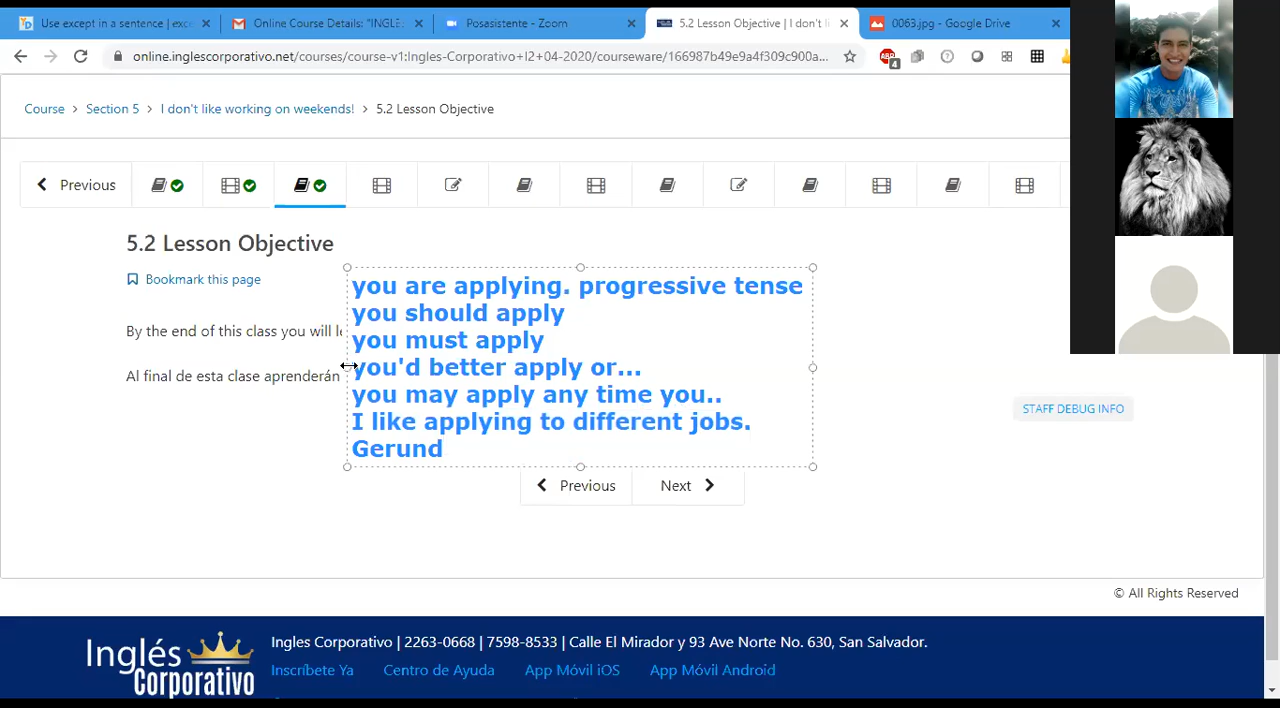 Use except in a sentence | exce
Online Course Details: "INGLE
Posasistente - Zoom
5.2 Lesson Objective | I don't li
0063.jpg - Google Drive
online.inglescorporativo.net/courses/course-v1:Ingles-Corporativo+I2+04-2020/courseware/166987b49e9a4f309c900a...
4
Course > Section 5 > I don't like working on weekends! > 5.2 Lesson Objective
Previous
5.2 Lesson Objective
Bookmark this page
you are applying. progressive tense
you should apply
By the end of this class you will le
you must apply
you'd better apply or...
Al final de esta clase aprenderán
you may apply any time you..
I like applying to different jobs.
Gerund
STAFF DEBUG INFO
Previous
Next
© All Rights Reserved
Inglés Corporativo
Ingles Corporativo | 2263-0668 | 7598-8533 | Calle El Mirador y 93 Ave Norte No. 630, San Salvador.
Inscríbete Ya
Centro de Ayuda
App Móvil iOS
App Móvil Android